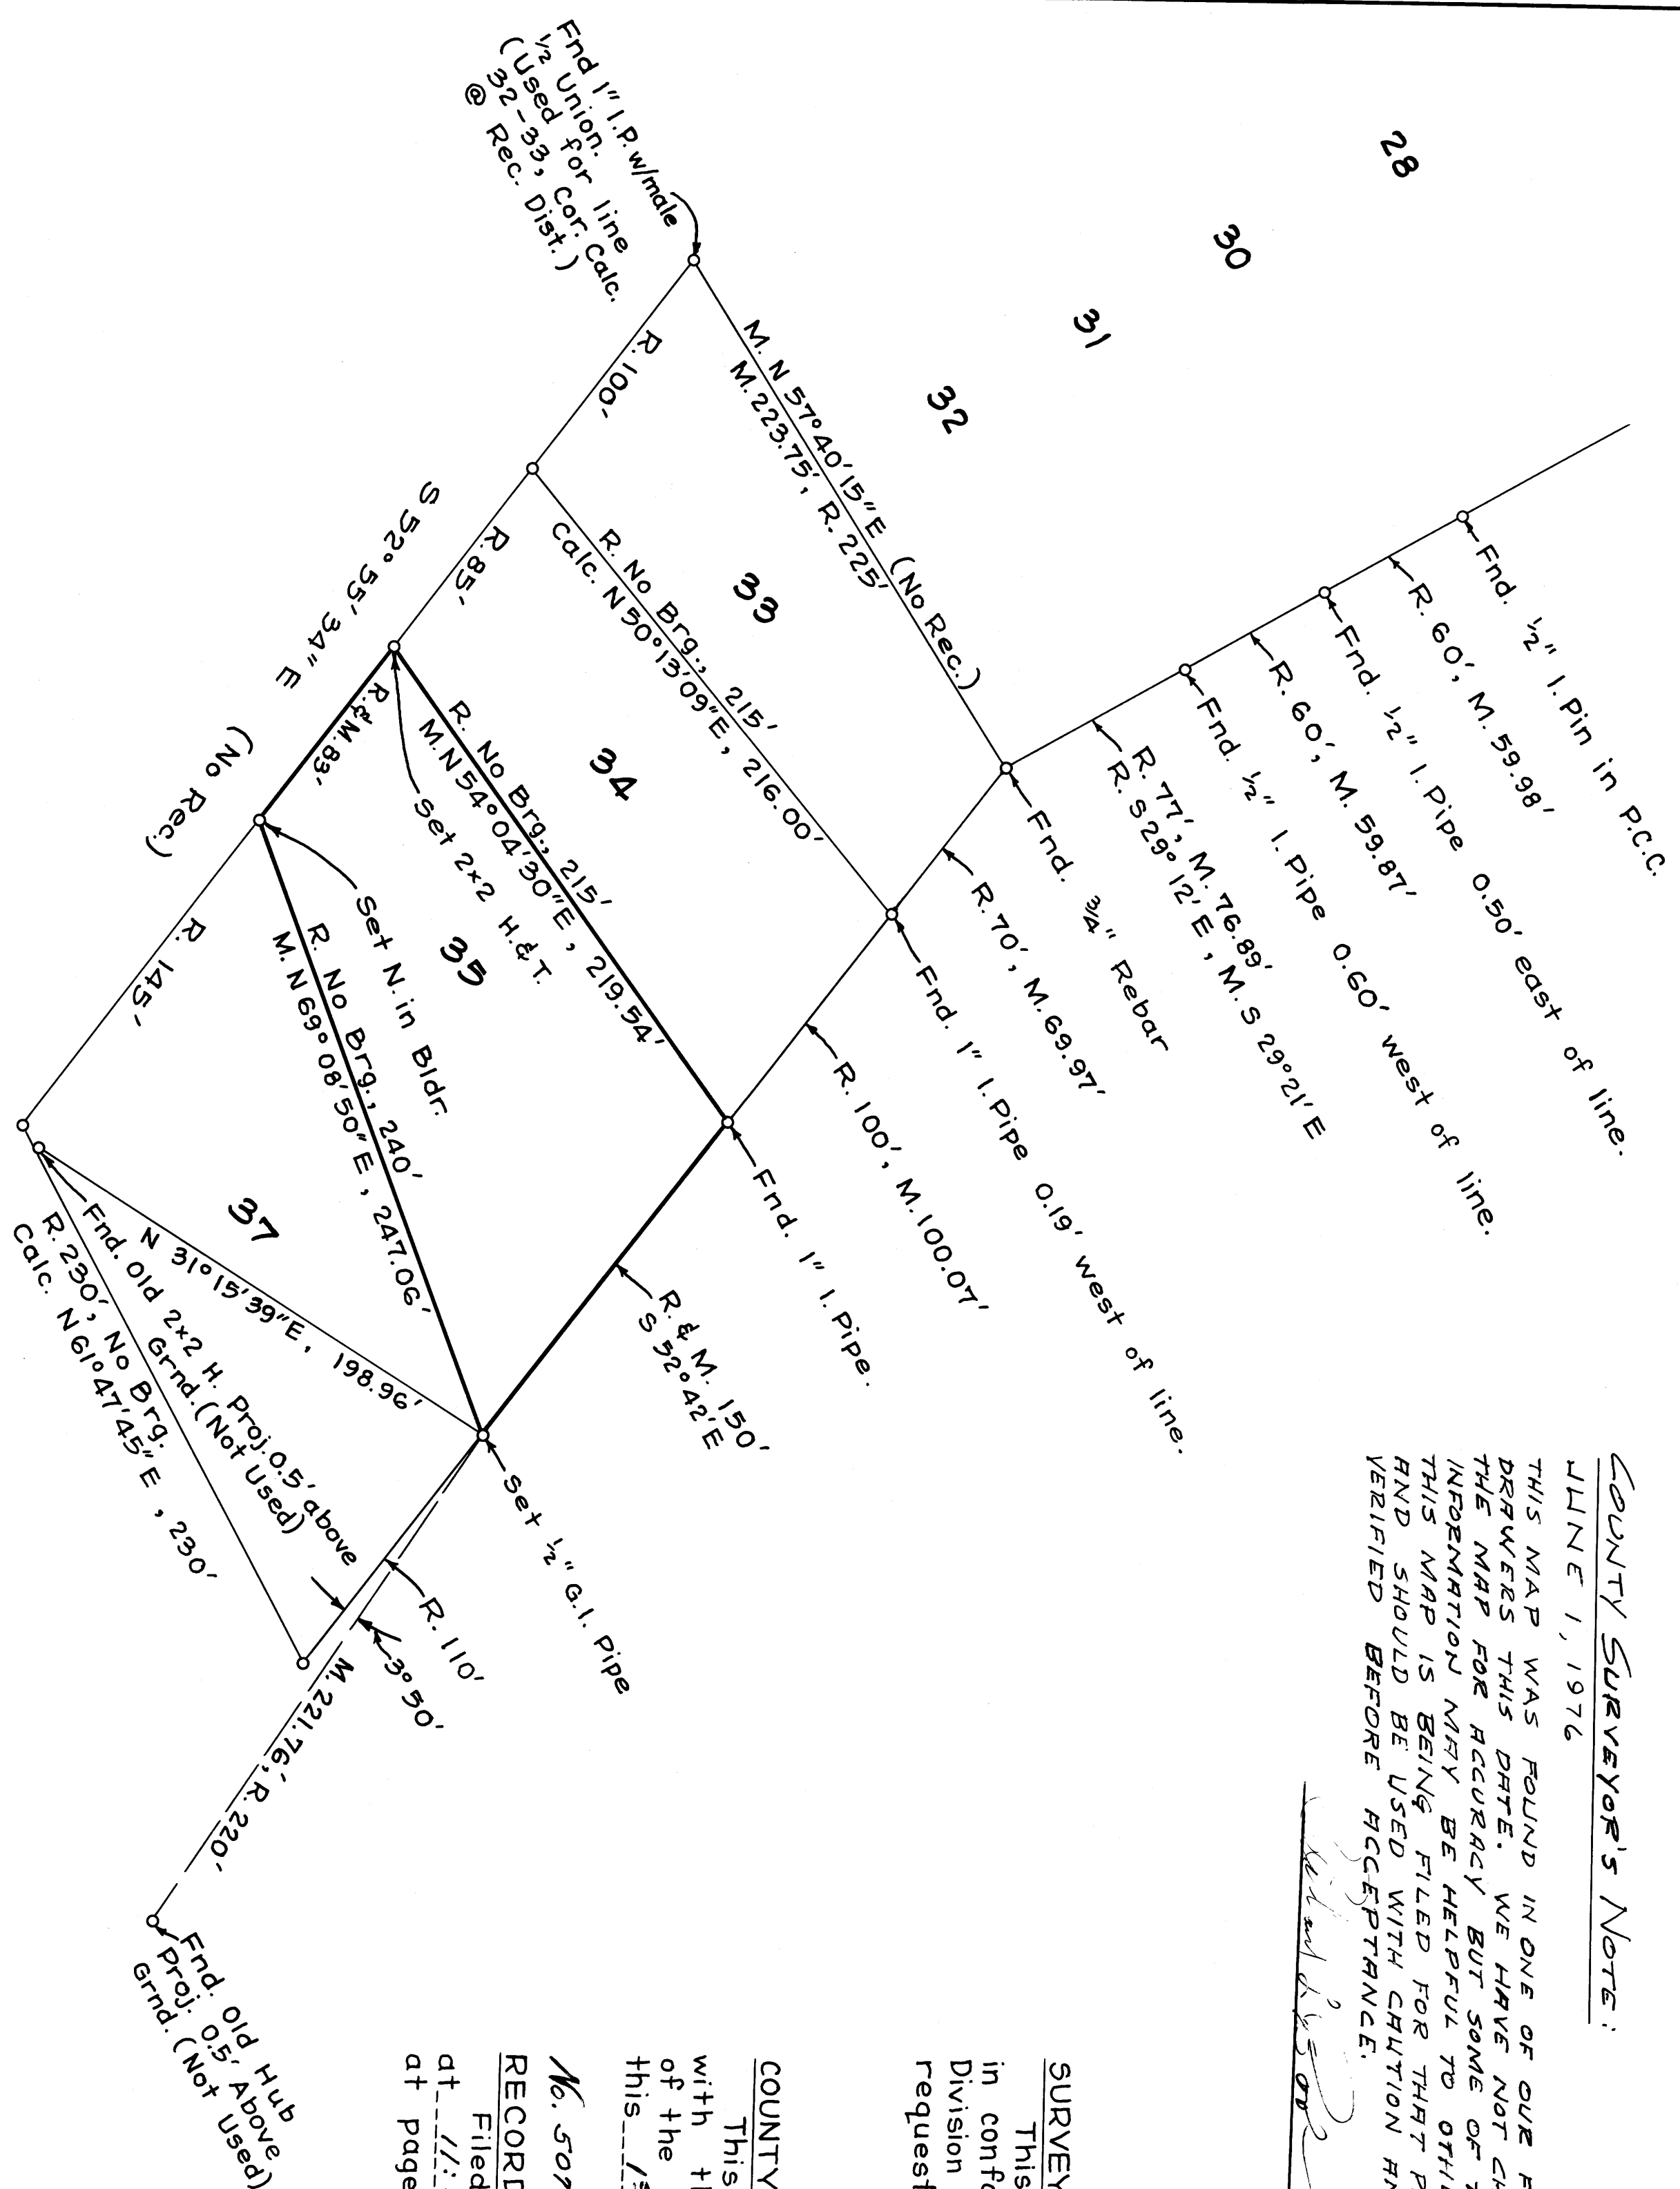 28
30
31
32
33
34
35
37
Fnd 1" I.P. w/male
½ Union.
(Used for line
32-33, Cor. Calc.
@ Rec. Dist.)
R. 100'
R. 85'
R. & M. 83'
R. 145'
S 52° 55' 34" E
(No Rec.)
M. N 57° 40' 15" E (No Rec.)
M. 223.75', R. 225'
R. No Brg., 215'
Calc. N 50° 13' 09" E, 216.00'
R. No Brg., 215'
M. N 54° 04' 30" E, 219.54'
Set 2x2 H. & T.
Set N. in Bldr.
R. No Brg., 240'
M. N 69° 08' 50" E, 247.06'
N 31° 15' 39" E, 198.96'
Fnd. Old 2x2 H. Proj. 0.5' above
Grnd. (Not Used)
R. 230', No Brg.
Calc. N 61° 47' 45" E, 230'
Fnd. ½" I. Pin in P.C.C.
R. 60', M. 59.98'
Fnd. ½" I. Pipe 0.50' east of line.
R. 60', M. 59.87'
Fnd. ½" I. Pipe 0.60' west of line.
R. 77', M. 76.89'
R. S 29° 12' E, M. S 29° 21' E
Fnd. ¾" Rebar
R. 70', M. 69.97'
Fnd. 1" I. Pipe 0.19' west of line.
R. 100', M. 100.07'
Fnd. 1" I. Pipe.
R. & M. 150'
S 52° 42' E
Set ½" G.I. Pipe
R. 110'
3° 50'
M. 221.76', R. 220'
Fnd. Old Hub
Proj. 0.5' Above
Grnd. (Not Used)
COUNTY SURVEYOR'S NOTE:
JUNE 1, 1976
THIS MAP WAS FOUND IN ONE OF OUR F
DRAWERS THIS DATE. WE HAVE NOT CH
THE MAP FOR ACCURACY BUT SOME OF T
INFORMATION MAY BE HELPFUL TO OTHE
THIS MAP IS BEING FILED FOR THAT P
AND SHOULD BE USED WITH CAUTION AN
VERIFIED BEFORE ACCEPTANCE.
SURVEY
This
in confo
Division
request
COUNTY
This
with th
of the
this
No. 507
RECORD
Filed
at 11:
at page